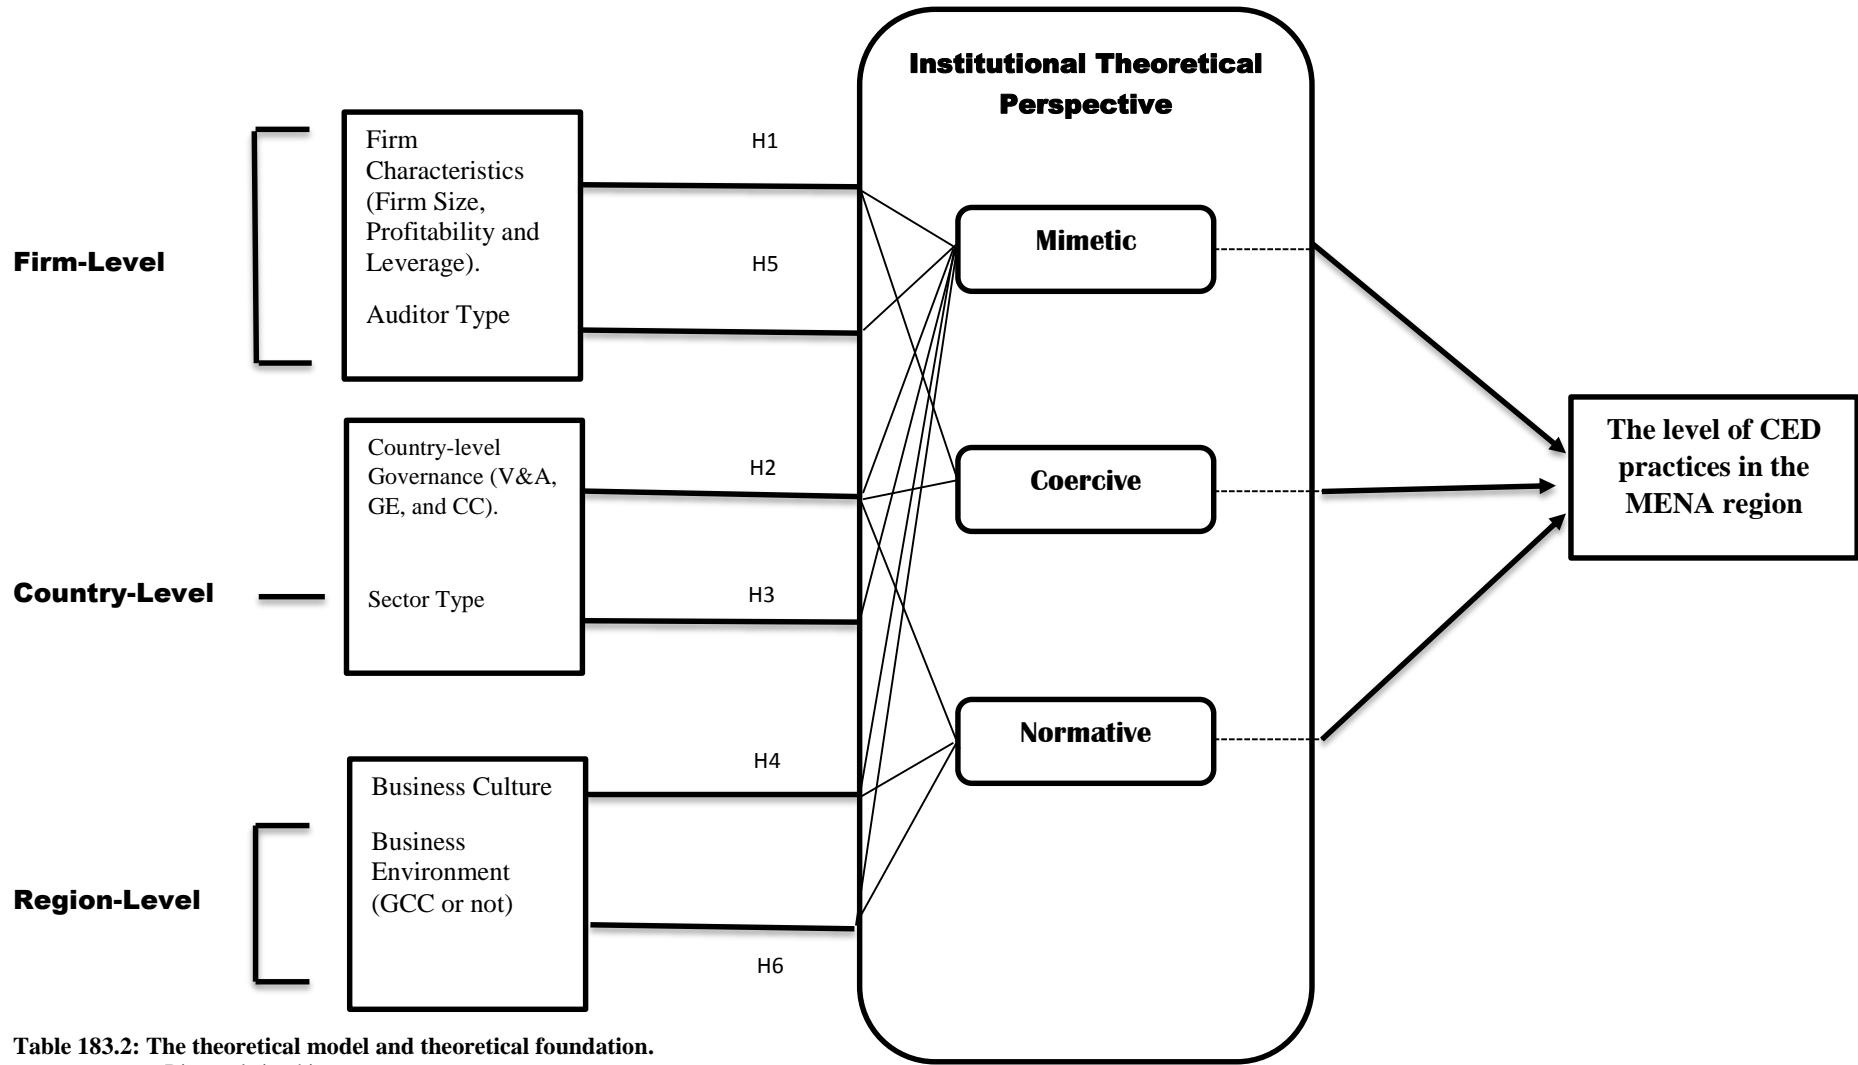 Institutional Theoretical
Perspective
Firm-Level
Firm
Characteristics
(Firm Size,
Profitability and
Leverage).
Auditor Type
H1
H5
Mimetic
Country-Level
Country-level
Governance (V&A,
GE, and CC).
Sector Type
H2
H3
Coercive
The level of CED
practices in the
MENA region
Region-Level
Business Culture
Business
Environment
(GCC or not)
H4
H6
Normative
Table 183.2: The theoretical model and theoretical foundation.